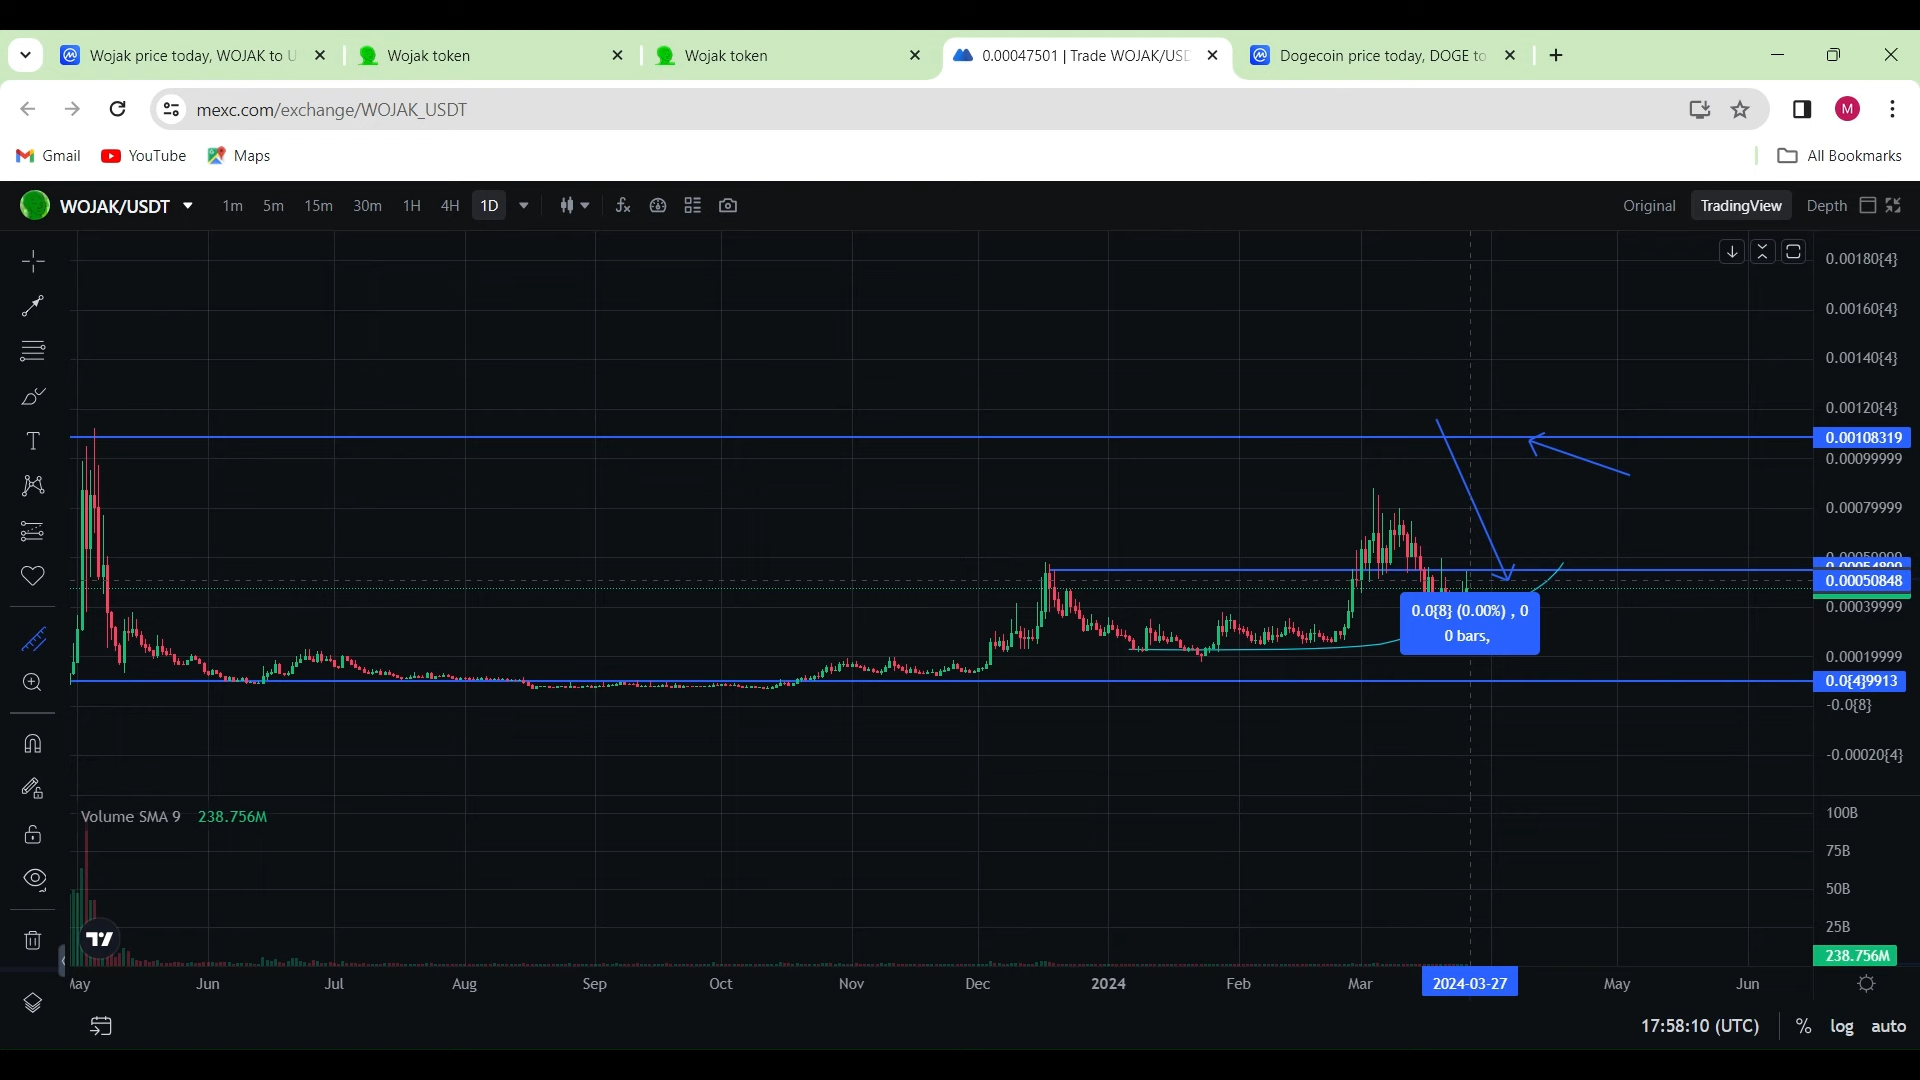 Wojak price today, WOJAK to U
Wojak token
Wojak token
0.00047501 | Trade WOJAK/USD
Dogecoin price today, DOGE to
mexc.com/exchange/WOJAK_USDT
M
Gmail
YouTube
Maps
All Bookmarks
WOJAK/USDT
1m 5m 15m 30m 1H 4H 1D
Original TradingView Depth
0.00180{4}
0.00160{4}
0.00140{4}
0.00120{4}
0.00108319
0.00099999
0.00079999
0.00050848
0.00039999
0.0{8} (0.00%) , 0
0 bars,
0.00019999
0.0{4}9913
-0.0{8}
-0.00020{4}
Volume SMA 9 238.756M
100B
75B
50B
25B
238.756M
May Jun Jul Aug Sep Oct Nov Dec 2024 Feb Mar 2024-03-27 May Jun
17:58:10 (UTC) % log auto